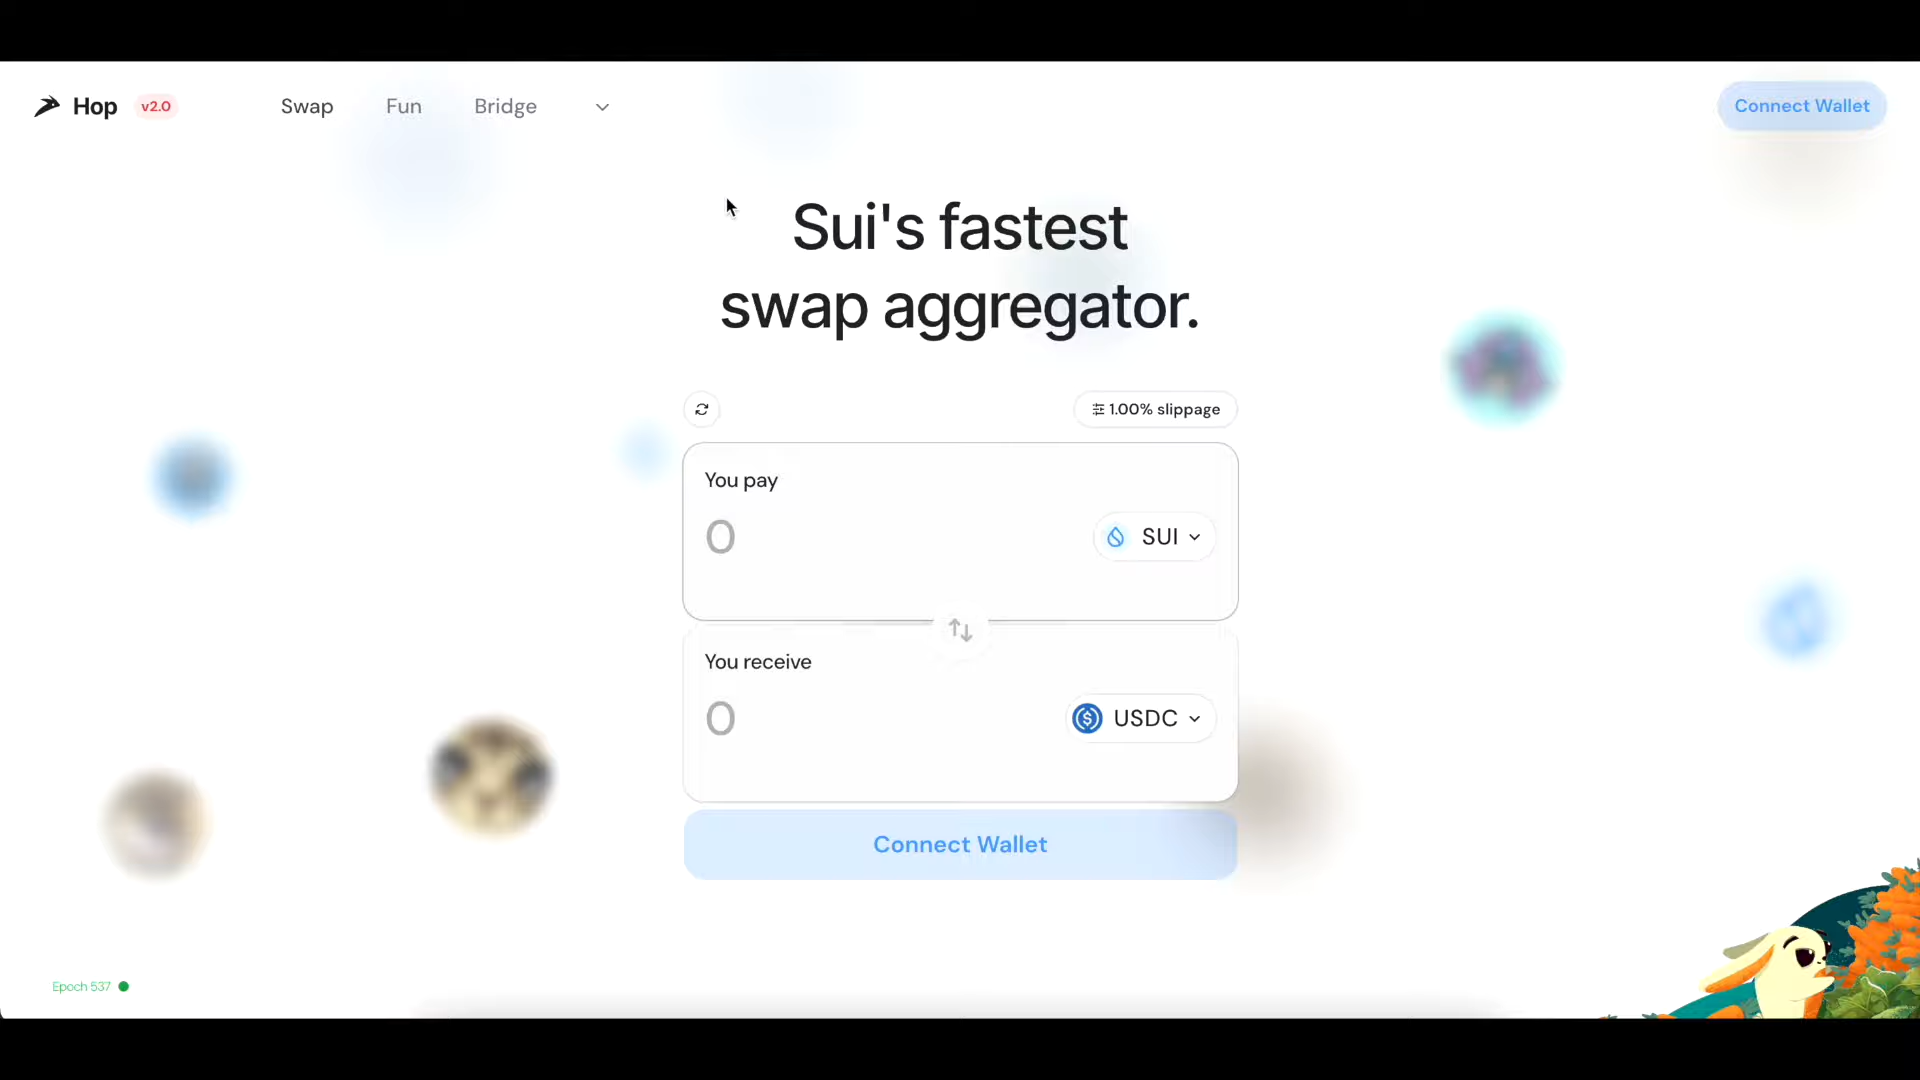 Hop v2.0 Swap Fun Bridge Connect Wallet
Sui's fastest
swap aggregator.
1.00% slippage
You pay
0 SUI
You receive
0 USDC
Connect Wallet
Epoch 537